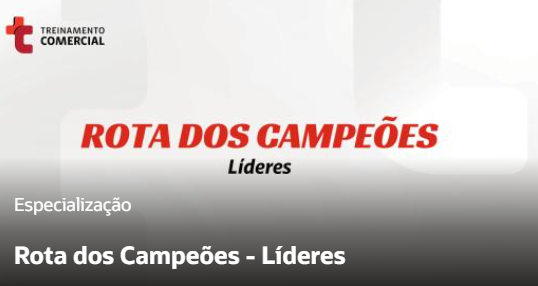 TREINAMENTO
COMERCIAL
ROTA DOS CAMPEÕES
Líderes
Especialização
Rota dos Campeões - Líderes